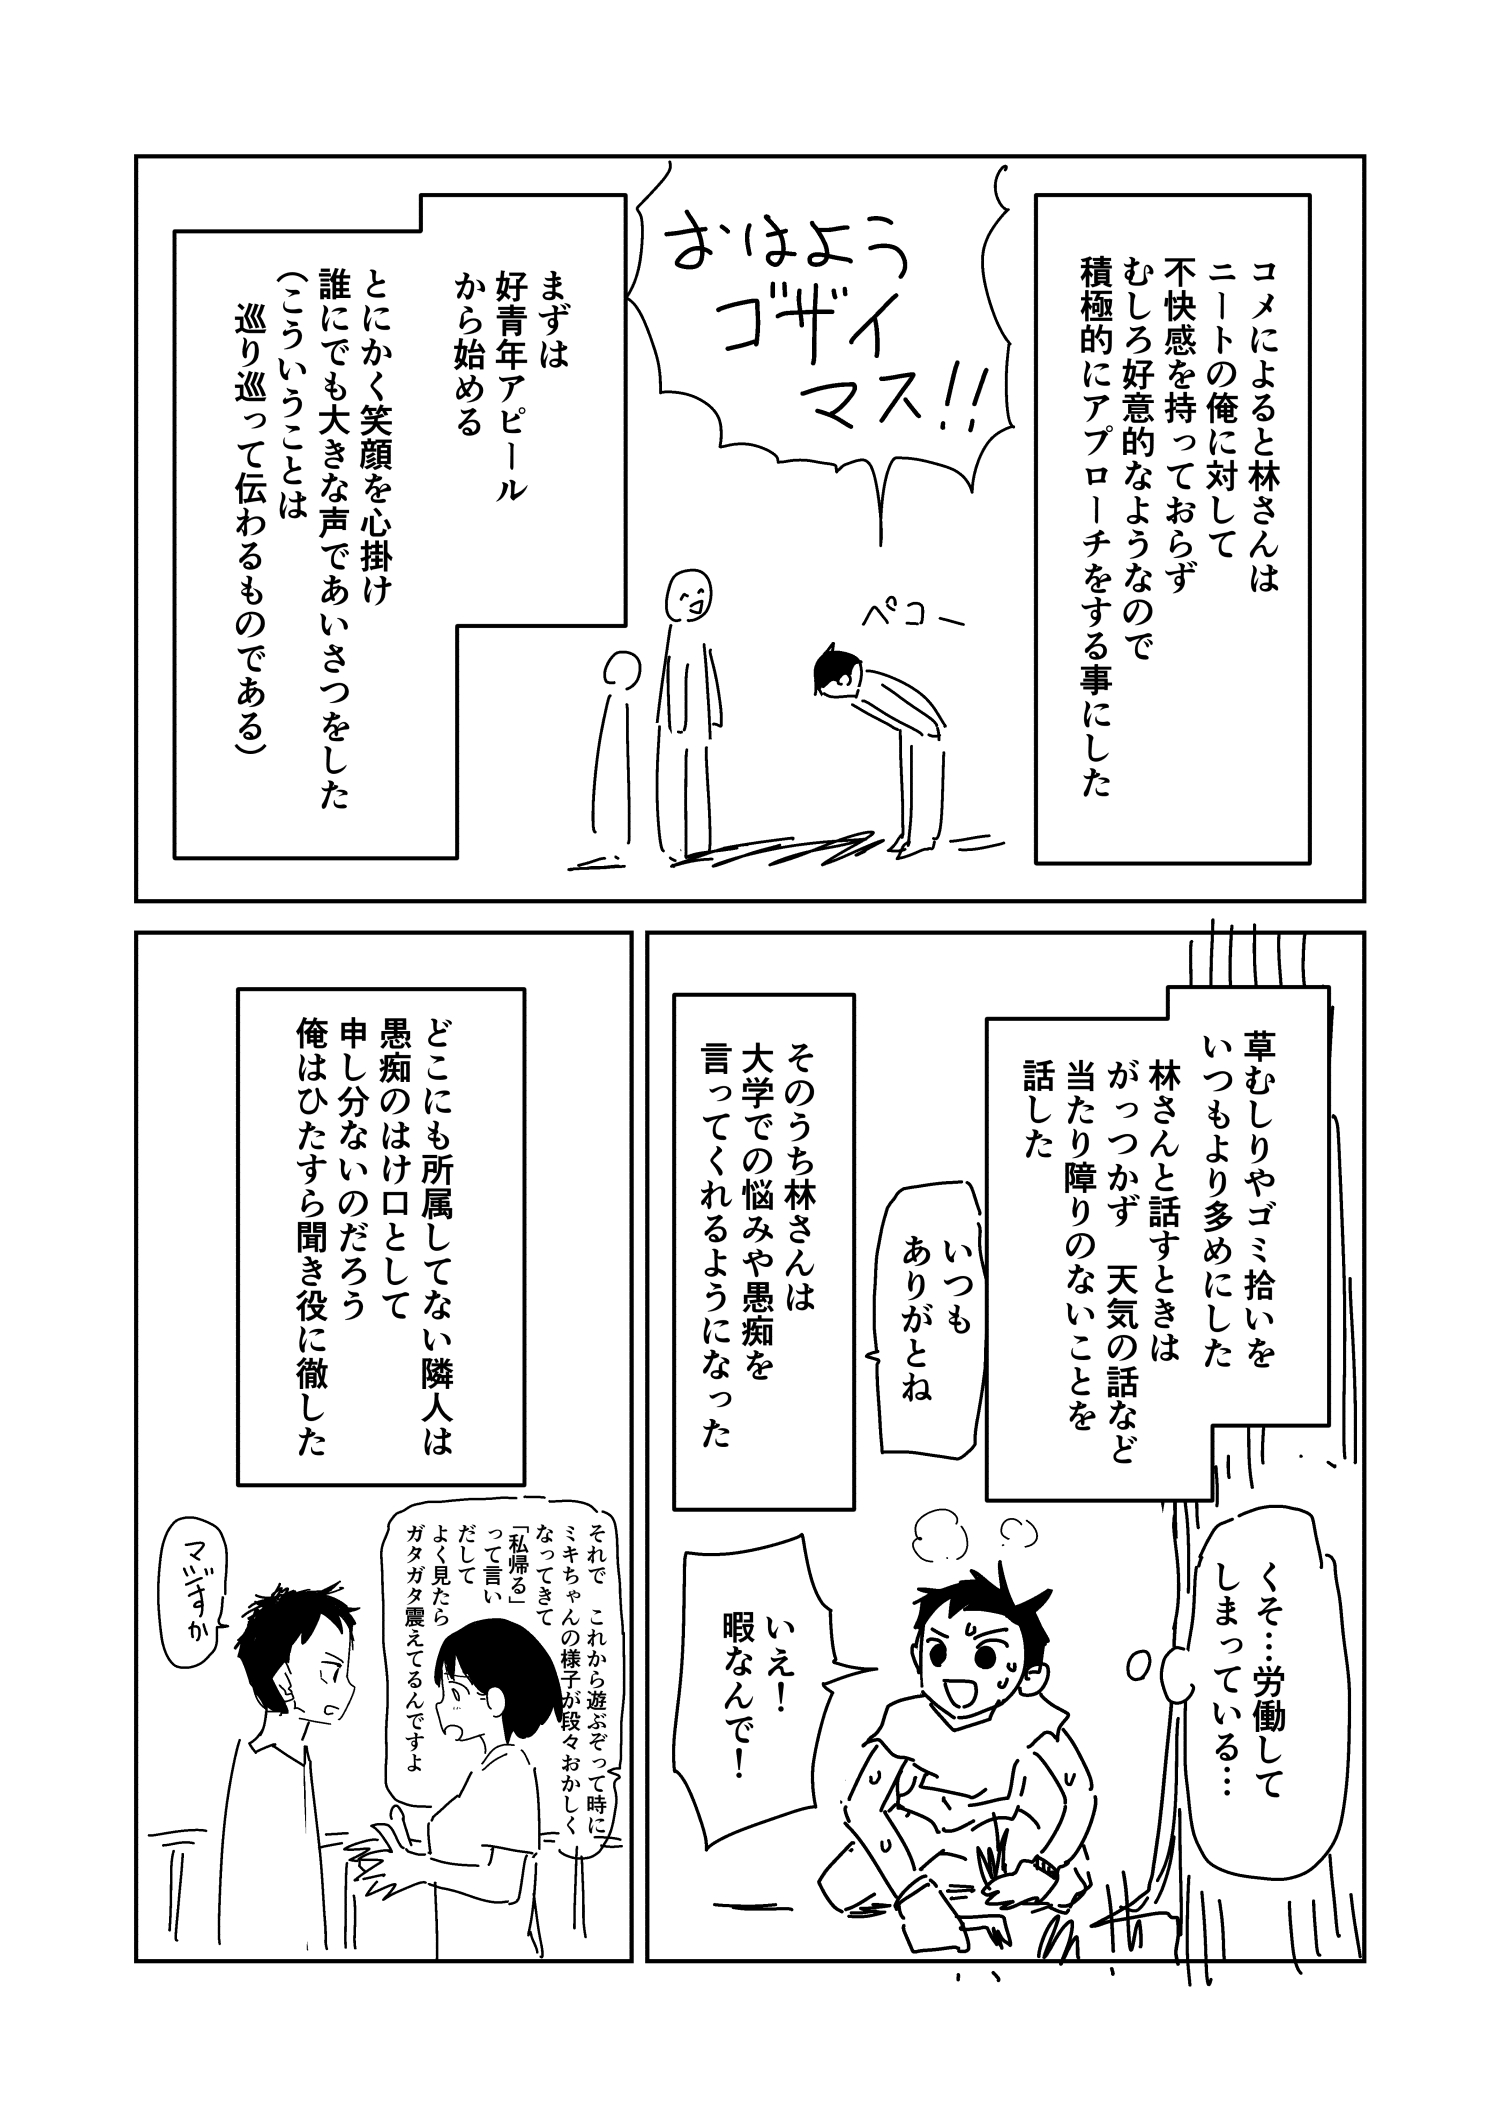 コメによると林さんは
ニートの俺に対して
不快感を持っておらず
むしろ好意的なようなので
積極的にアプローチをする事にした
おはよう
ゴザイ
マス!!
ペコー
まずは
好青年アピール
から始める
とにかく笑顔を心掛け
誰にでも大きな声であいさつをした
(こういうことは
巡り巡って伝わるものである)
草むしりやゴミ拾いを
いつもより多めにした
林さんと話すときは
がっつかず 天気の話など
当たり障りのないことを
話した
いつも
ありがとね
くそ…労働して
しまっている…
そのうち林さんは
大学での悩みや愚痴を
言ってくれるようになった
いえ!
暇なんで!
どこにも所属してない隣人は
愚痴のはけ口として
申し分ないのだろう
俺はひたすら聞き役に徹した
それで これから遊ぶぞって時に
ミキちゃんの様子が段々おかしく
なってきて
「私帰る」
って言い
だして
よく見たら
ガタガタ震えてるんですよ
マジすか